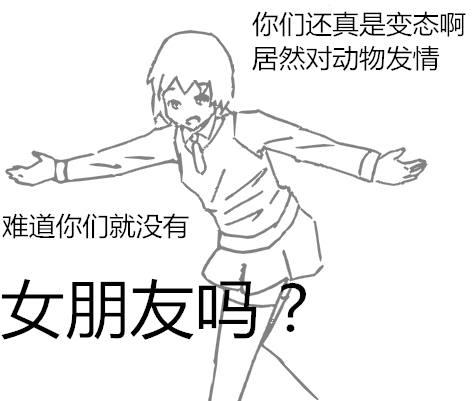 你们还真是变态啊
居然对动物发情
难道你们就没有
女朋友吗？